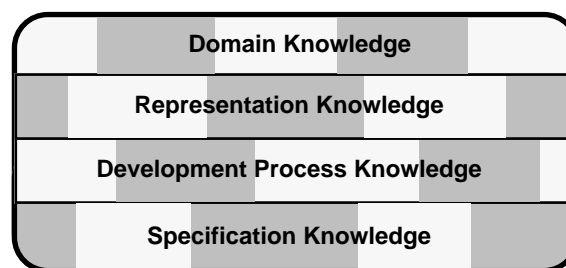 Domain Knowledge
Representation Knowledge
Development Process Knowledge
Specification Knowledge